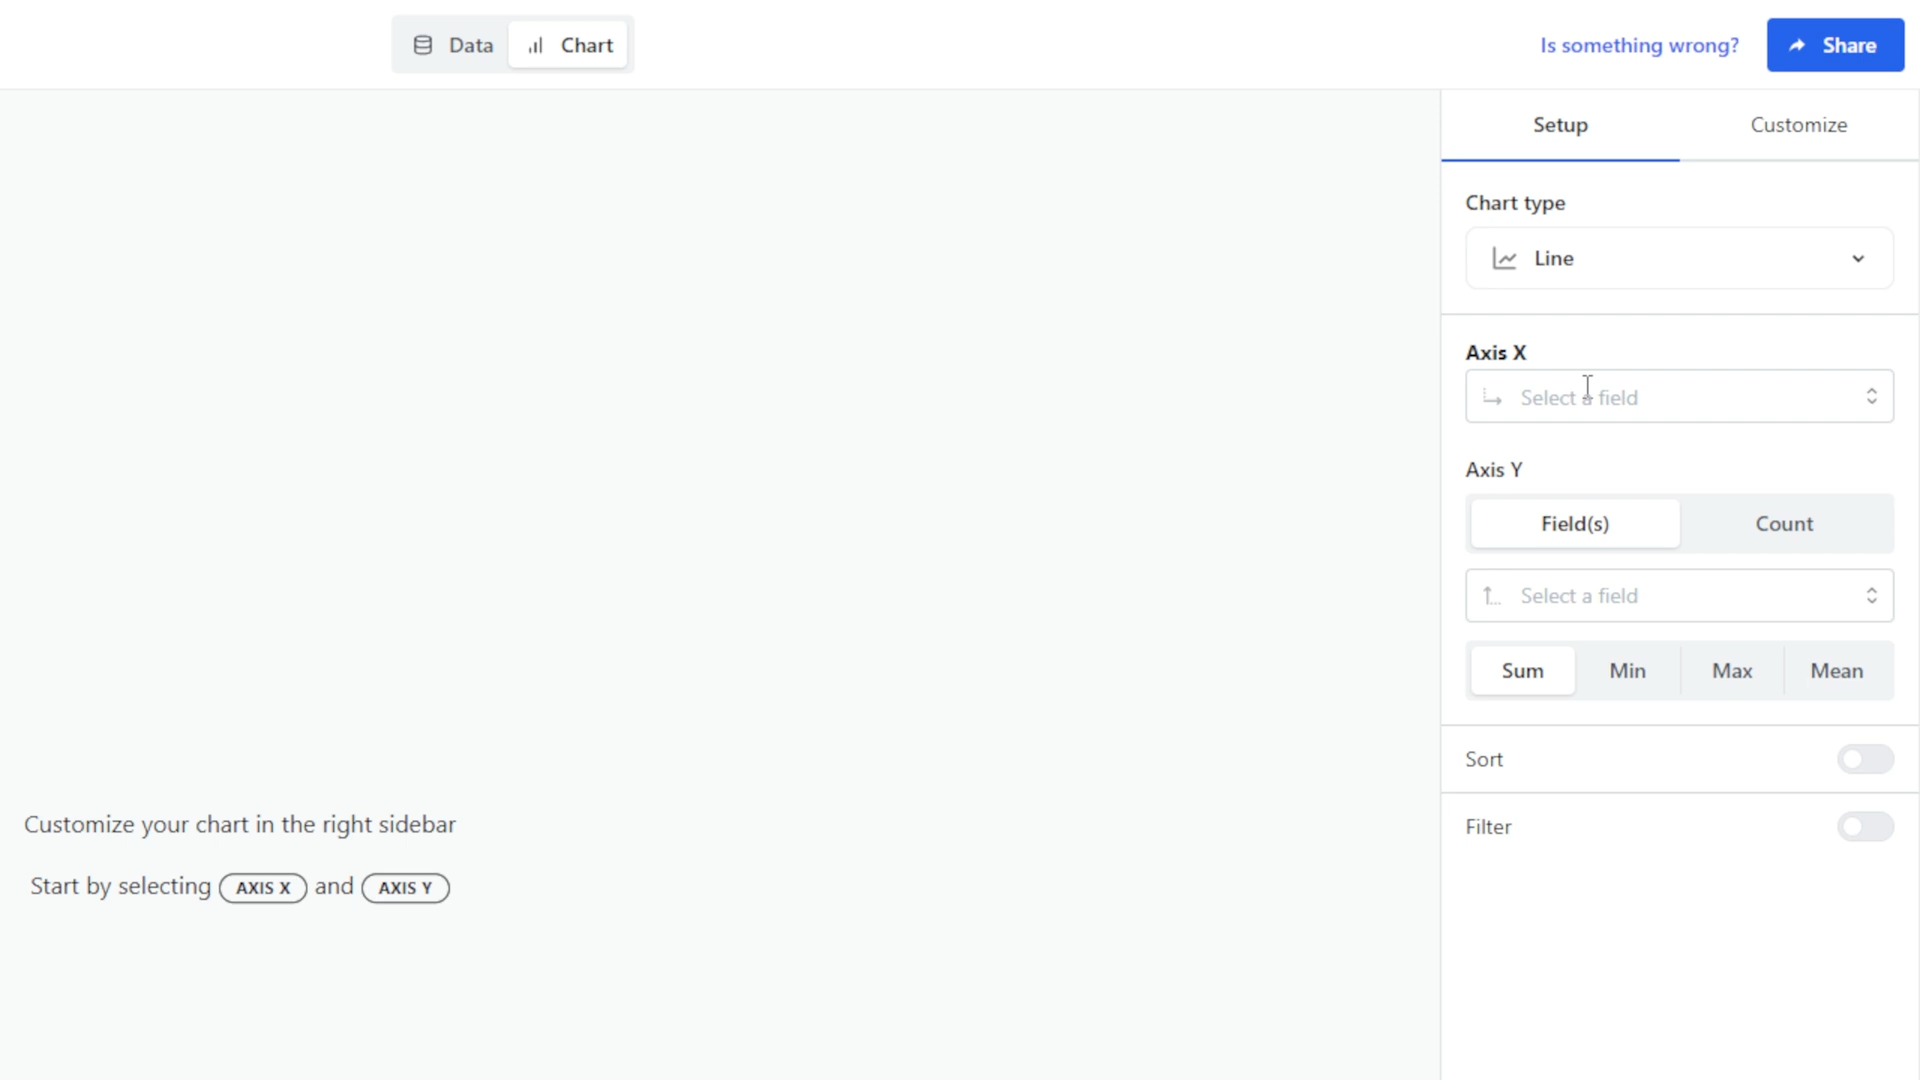 Data Chart Is something wrong? Share
Setup Customize
Chart type
Line
Axis X
Select a field
Axis Y
Field(s) Count
Select a field
Sum Min Max Mean
Sort
Filter
Customize your chart in the right sidebar
Start by selecting AXIS X and AXIS Y